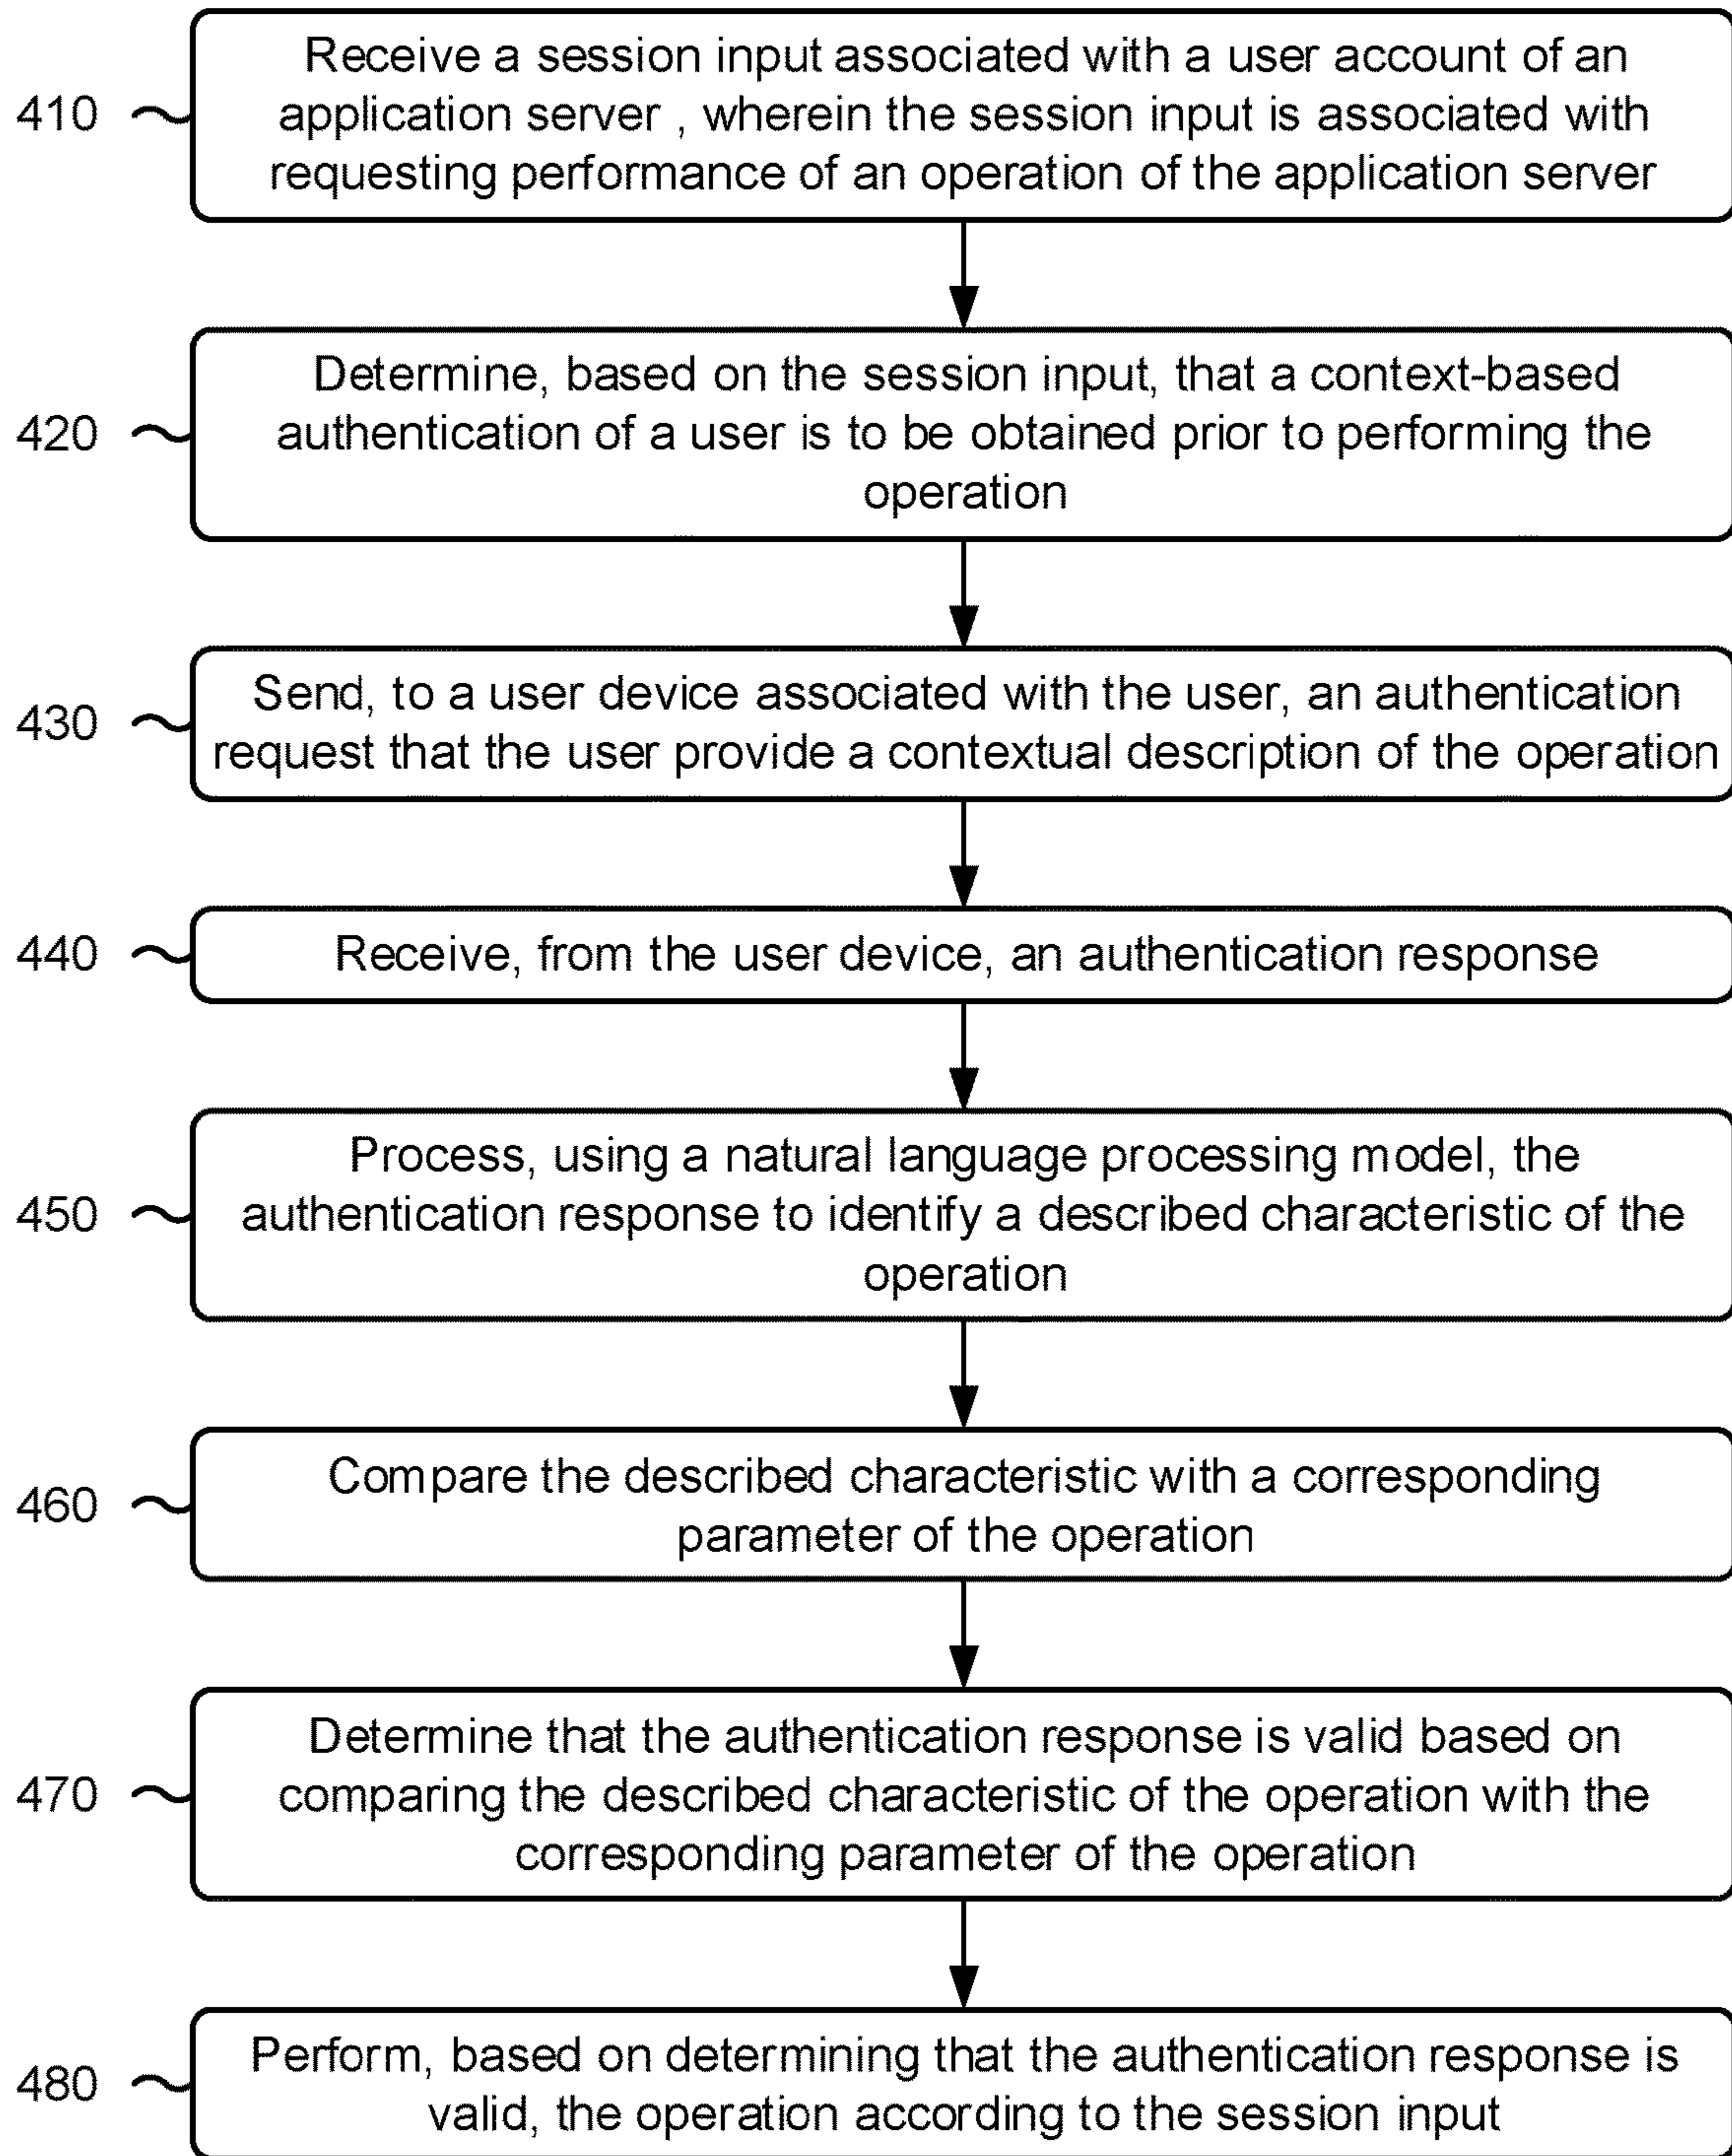 Receive a session input associated with a user account of an
410
application server , wherein the session input is associated with
requesting performance of an operation of the application server
Determine, based on the session input, that a context-based
420
authentication of a user is to be obtained prior to performing the
operation
430
Send, to a user device associated with the user, an authentication
request that the user provide a contextual description of the operation
440
Receive, from the user device, an authentication response
Process, using a natural language processing model, the
450
authentication response to identify a described characteristic of the
operation
460
Compare the described characteristic with a corresponding
parameter of the operation
Determine that the authentication response is valid based on
470
comparing the described characteristic of the operation with the
corresponding parameter of the operation
480
Perform, based on determining that the authentication response is
valid, the operation according to the session input